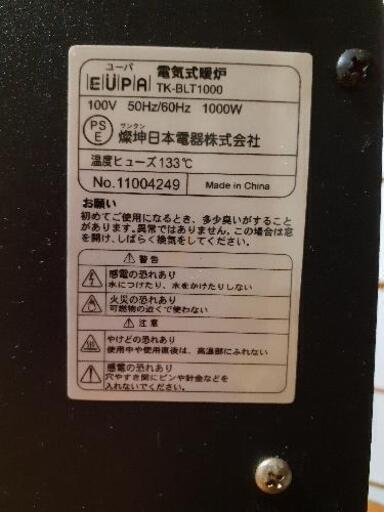 ユーパ
EUPA 電気式暖炉
TK-BLT1000
100V 50Hz/60Hz 1000W
PS
E
サンクン
燦坤日本電器株式会社
温度ヒューズ133℃
No.11004249 Made in China
お願い
初めてご使用になるとき、多少臭いがすること
があります。異常ではありません。この場合は窓
を開け、しばらく換気をしてください。
⚠ 警告
感電の恐れあり
水につけたり、水をかけたりしない
火災の恐れあり
可燃物の近くで使わない
⚠ 注意
やけどの恐れあり
使用中や使用直後は、高温部にふれない
感電の恐れあり
穴やすき間にピンや針金などを
入れないでください。